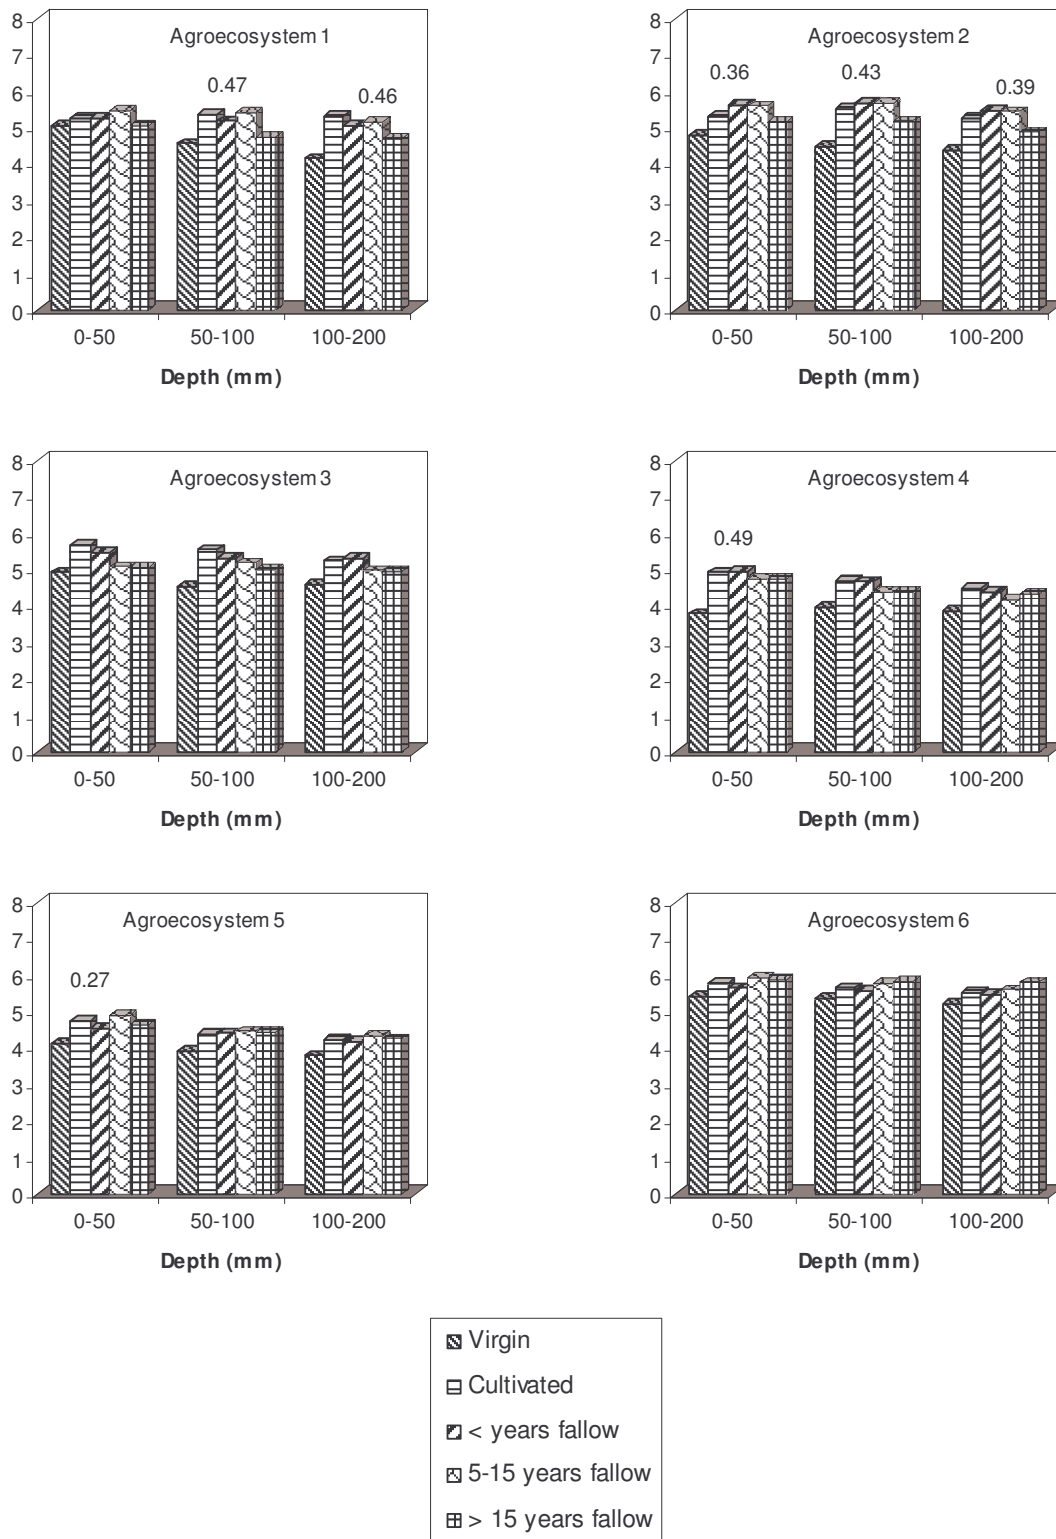 Agroecosystem 1
8
7
6
5
4
3
2
1
0
0.47
0.46
0-50 50-100 100-200
Depth (mm)
Agroecosystem 2
8
7
6
5
4
3
2
1
0
0.36 0.43
0.39
0-50 50-100 100-200
Depth (mm)
Agroecosystem 3
8
7
6
5
4
3
2
1
0
0-50 50-100 100-200
Depth (mm)
Agroecosystem 4
8
7
6
5
4
3
2
1
0
0.49
0-50 50-100 100-200
Depth (mm)
Agroecosystem 5
8
7
6
5
4
3
2
1
0
0.27
0-50 50-100 100-200
Depth (mm)
Agroecosystem 6
8
7
6
5
4
3
2
1
0
0-50 50-100 100-200
Depth (mm)
Virgin
Cultivated
< years fallow
5-15 years fallow
> 15 years fallow